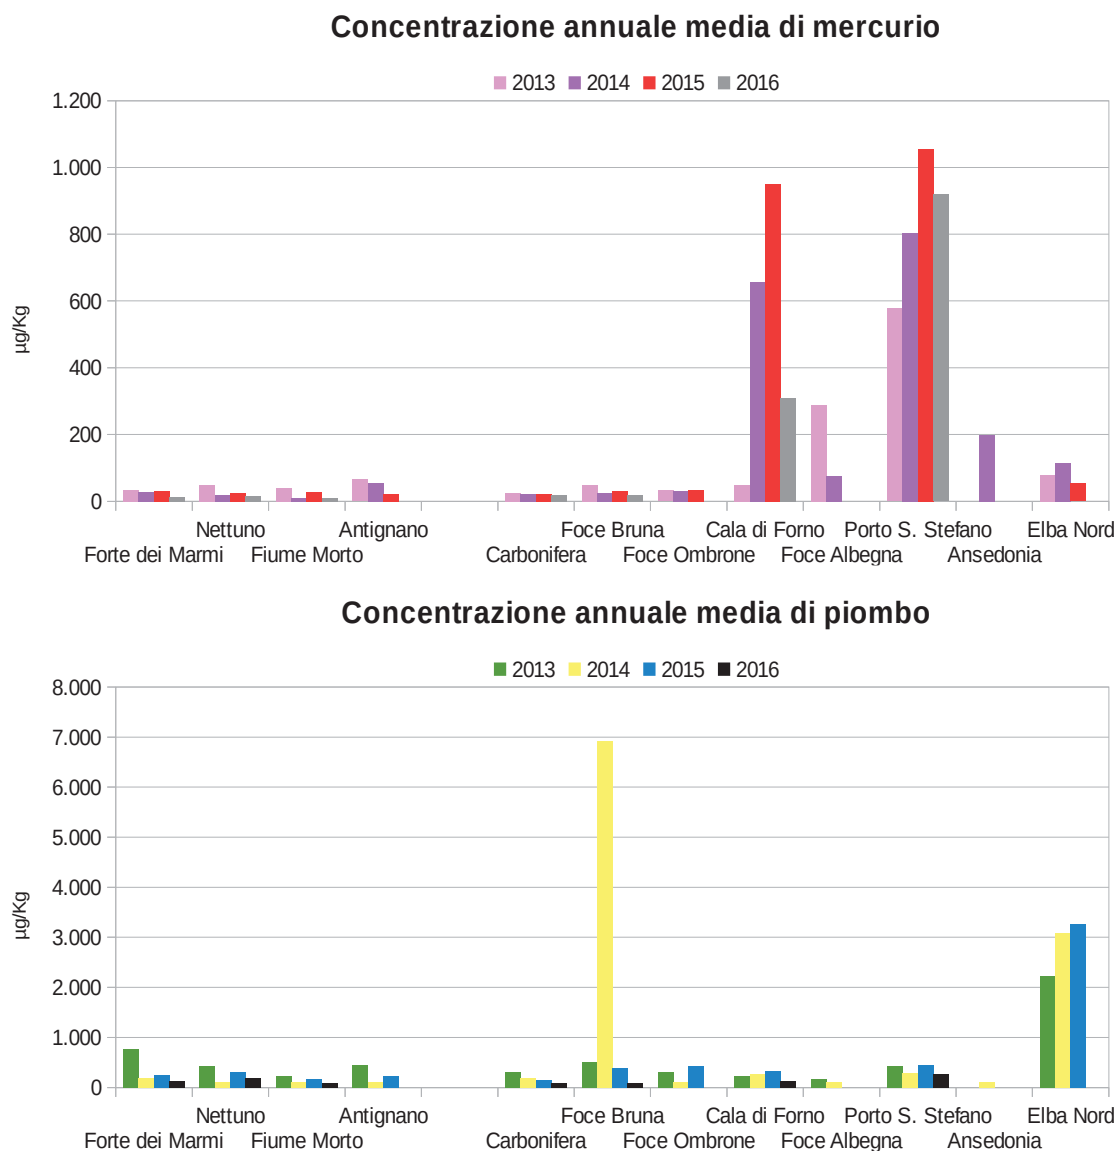 Concentrazione annuale media di mercurio
2013 2014 2015 2016
1.200
1.000
800
600
400
200
0
µg/Kg
Nettuno Antignano Foce Bruna Cala di Forno Porto S. Stefano Elba Nord
Forte dei Marmi Fiume Morto Carbonifera Foce Ombrone Foce Albegna Ansedonia
Concentrazione annuale media di piombo
2013 2014 2015 2016
8.000
7.000
6.000
5.000
4.000
3.000
2.000
1.000
0
µg/Kg
Nettuno Antignano Foce Bruna Cala di Forno Porto S. Stefano Elba Nord
Forte dei Marmi Fiume Morto Carbonifera Foce Ombrone Foce Albegna Ansedonia